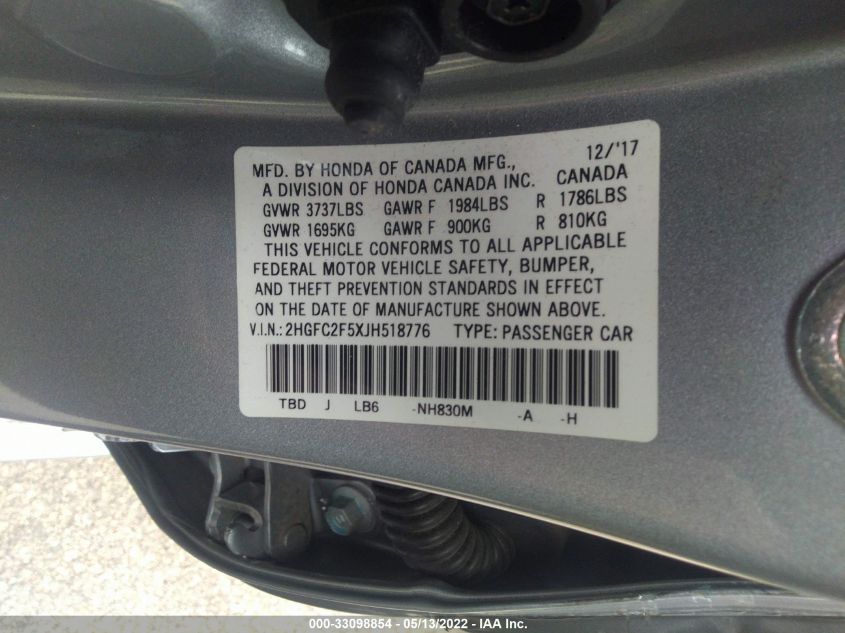 12/'17
MFD. BY HONDA OF CANADA MFG.,
A DIVISION OF HONDA CANADA INC. CANADA
GVWR 3737LBS GAWR F 1984LBS R 1786LBS
GVWR 1695KG GAWR F 900KG R 810KG
THIS VEHICLE CONFORMS TO ALL APPLICABLE
FEDERAL MOTOR VEHICLE SAFETY, BUMPER,
AND THEFT PREVENTION STANDARDS IN EFFECT
ON THE DATE OF MANUFACTURE SHOWN ABOVE.
V.I.N.: 2HGFC2F5XJH518776 TYPE: PASSENGER CAR
TBD J LB6 -NH830M -A -H
000-33098854 - 05/13/2022 - IAA Inc.